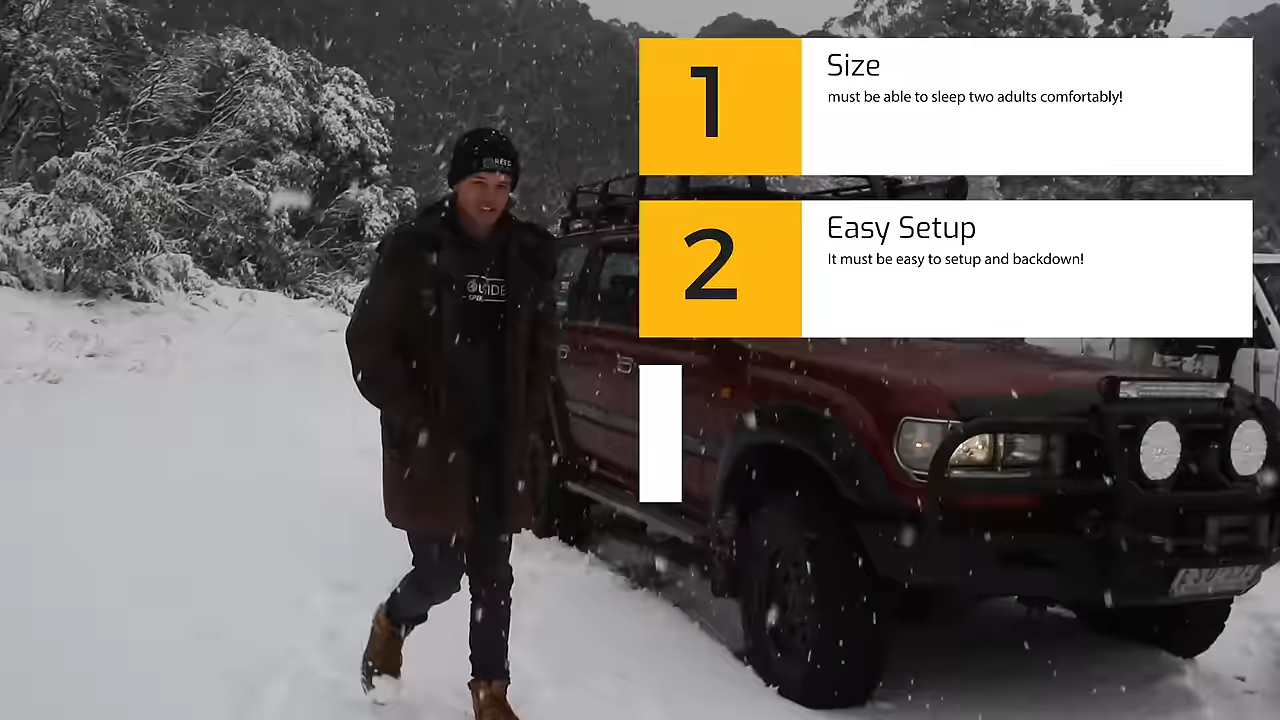 1
Size
must be able to sleep two adults comfortably!
2
Easy Setup
It must be easy to setup and backdown!